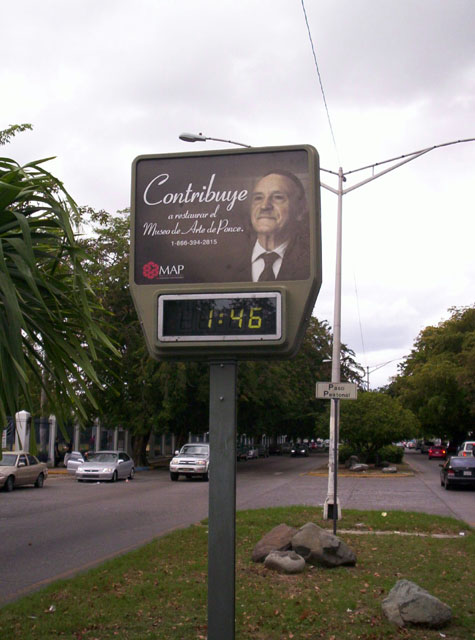 Contribuye
a restaurar el
Museo de Arte de Ponce.
1-866-394-2815
MAP
1:46
Paso
Peatonal